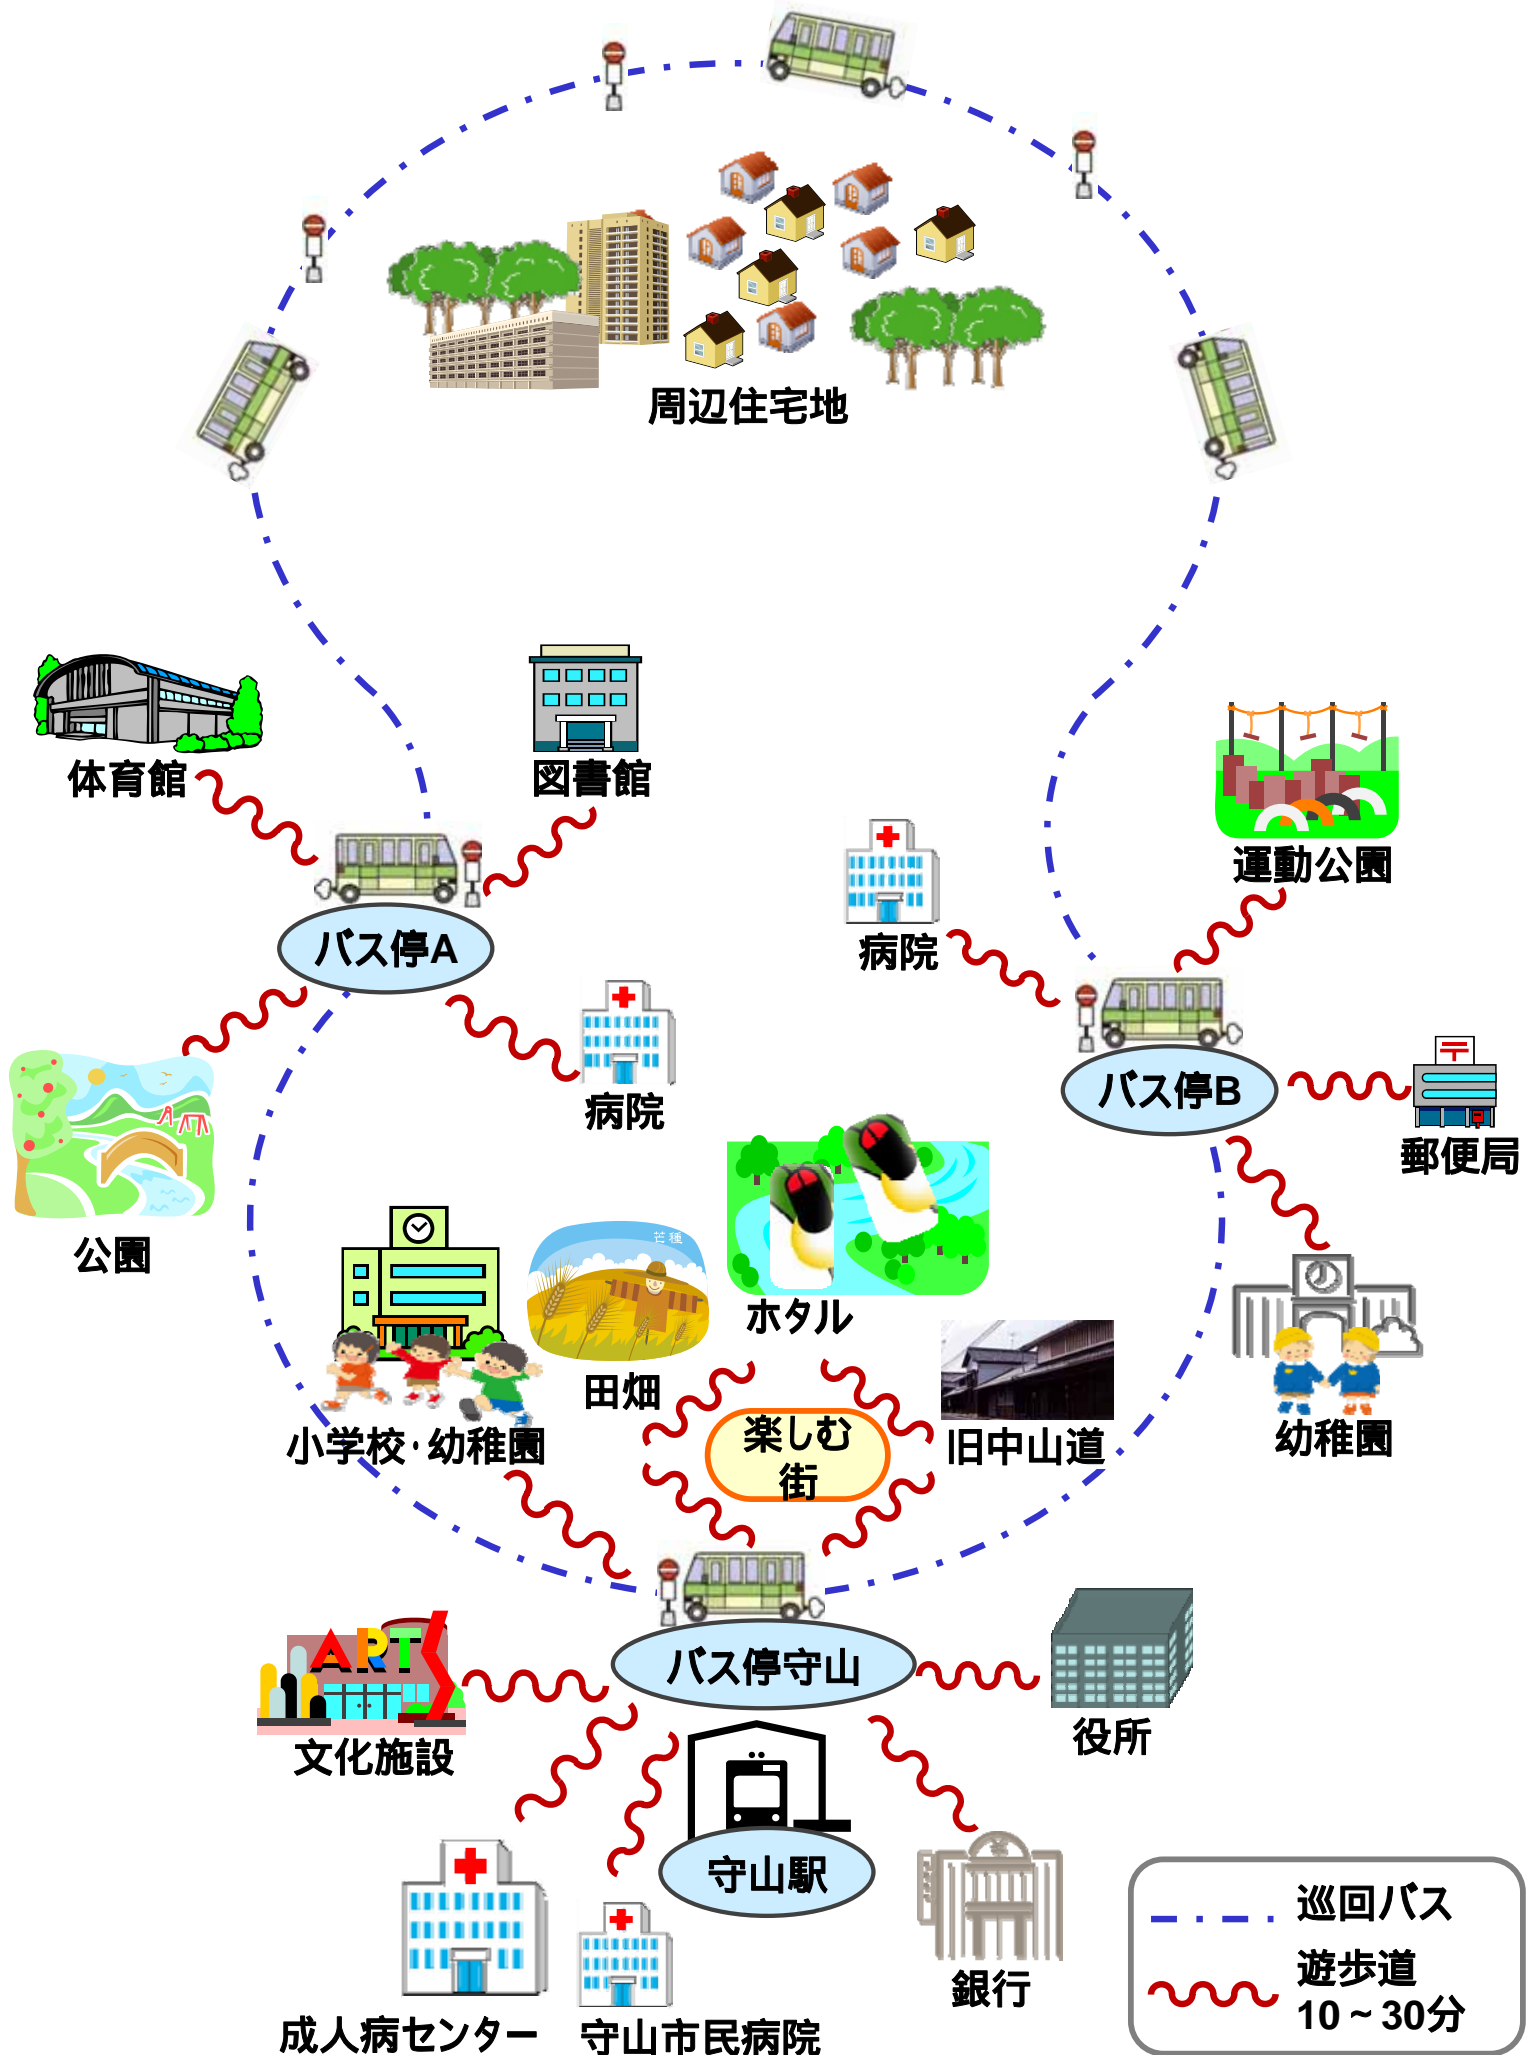 周辺住宅地
体育館
図書館
運動公園
病院
バス停A
バス停B
病院
郵便局
公園
芒種
ホタル
田畑
小学校・幼稚園
楽しむ
街
旧中山道
幼稚園
バス停守山
ART
文化施設
役所
守山駅
銀行
成人病センター
守山市民病院
巡回バス
遊歩道
10～30分